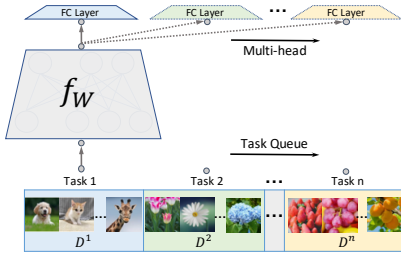 FC Layer FC Layer ... FC Layer
Multi-head
f_W
Task Queue
Task 1 Task 2 ... Task n
... ... ... ...
D^1 D^2 D^n